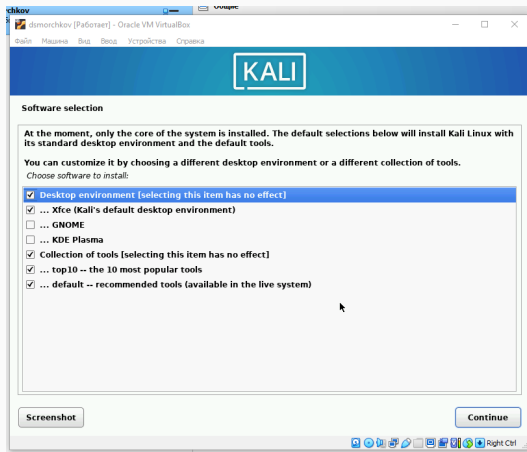 chkov
Общие
dsmorchkov [Работает] - Oracle VM VirtualBox
Файл Машина Вид Ввод Устройства Справка
KALI
Software selection
At the moment, only the core of the system is installed. The default selections below will install Kali Linux with
its standard desktop environment and the default tools.
You can customize it by choosing a different desktop environment or a different collection of tools.
Choose software to install:
Desktop environment [selecting this item has no effect]
... Xfce (Kali's default desktop environment)
... GNOME
... KDE Plasma
Collection of tools [selecting this item has no effect]
... top10 -- the 10 most popular tools
... default -- recommended tools (available in the live system)
Screenshot
Continue
Right Ctrl